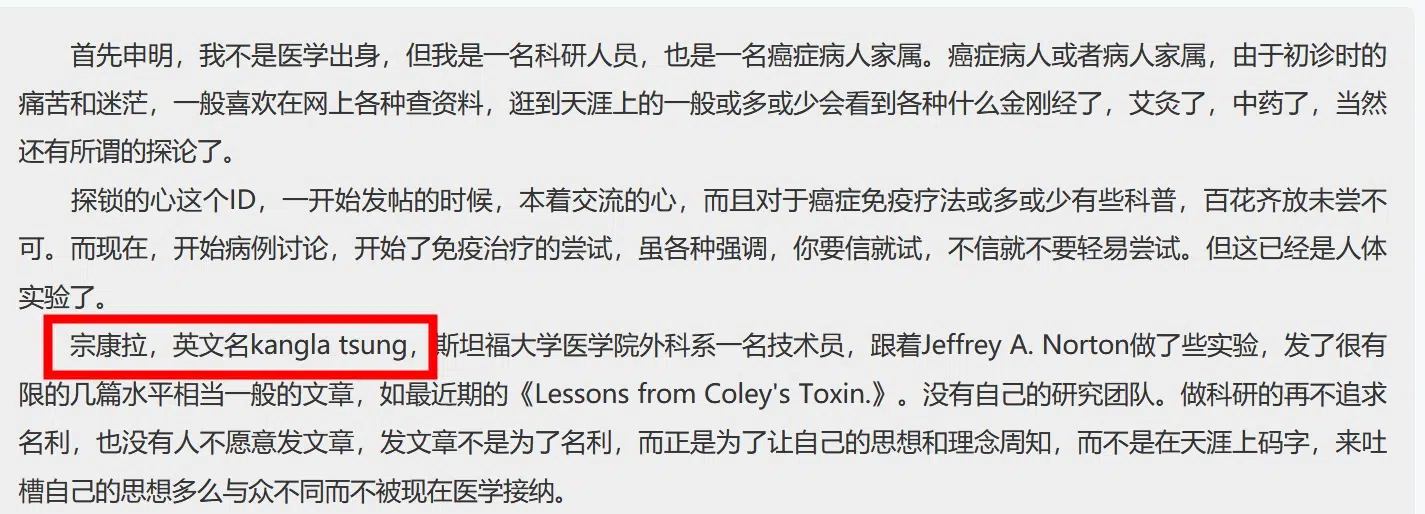 首先申明，我不是医学出身，但我是一名科研人员，也是一名癌症病人家属。癌症病人或者病人家属，由于初诊时的
痛苦和迷茫，一般喜欢在网上各种查资料，逛到天涯上的一般或多或少会看到各种什么金刚经了，艾灸了，中药了，当然
还有所谓的探论了。
探锁的心这个ID，一开始发帖的时候，本着交流的心，而且对于癌症免疫疗法或多或少有些科普，百花齐放未尝不
可。而现在，开始病例讨论，开始了免疫治疗的尝试，虽各种强调，你要信就试，不信就不要轻易尝试。但这已经是人体
实验了。
宗康拉，英文名kangla tsung，斯坦福大学医学院外科系一名技术员，跟着Jeffrey A. Norton做了些实验，发了很有
限的几篇水平相当一般的文章，如最近期的《Lessons from Coley's Toxin.》。没有自己的研究团队。做科研的再不追求
名利，也没有人不愿意发文章，发文章不是为了名利，而正是为了让自己的思想和理念周知，而不是在天涯上码字，来吐
槽自己的思想多么与众不同而不被现在医学接纳。